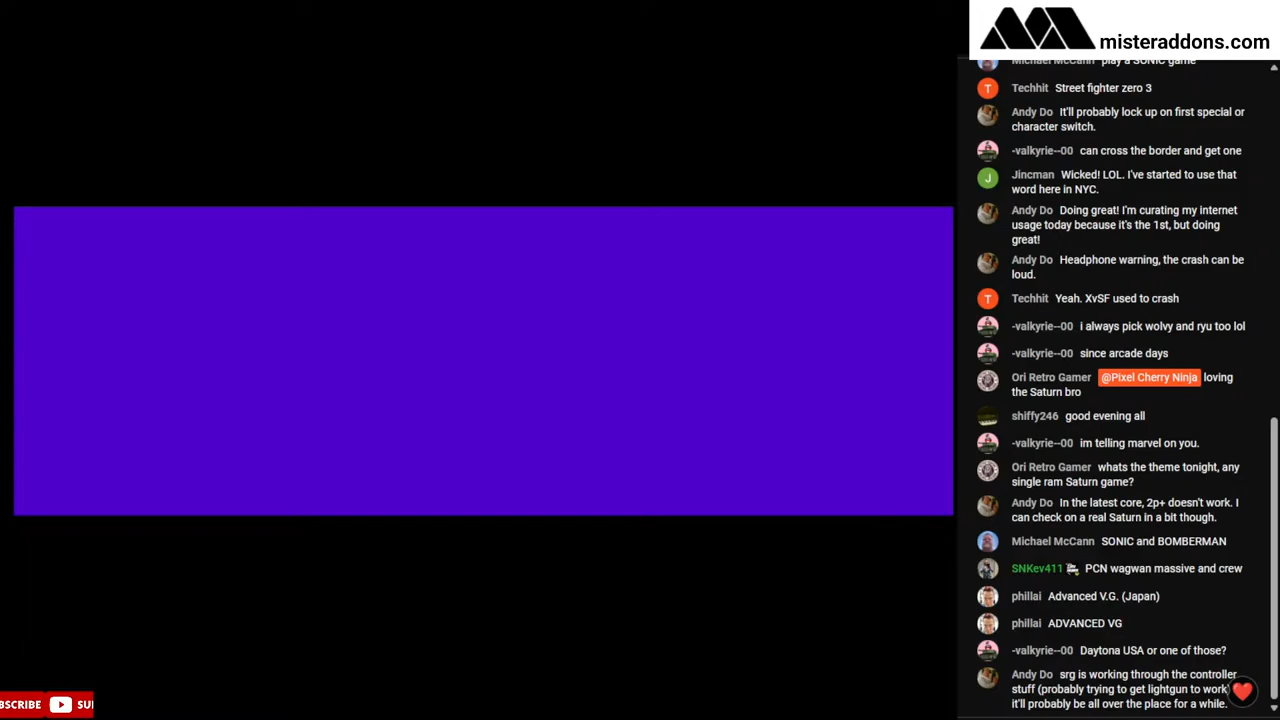 misteraddons.com
Michael McCann play a SONIC game
Techhit Street fighter zero 3
Andy Do It'll probably lock up on first special or
character switch.
-valkyrie--00 can cross the border and get one
Jincman Wicked! LOL. I've started to use that
word here in NYC.
Andy Do Doing great! I'm curating my internet
usage today because it's the 1st, but doing
great!
Andy Do Headphone warning, the crash can be
loud.
Techhit Yeah. XvSF used to crash
-valkyrie--00 i always pick wolvy and ryu too lol
-valkyrie--00 since arcade days
Ori Retro Gamer @Pixel Cherry Ninja loving
the Saturn bro
shiffy246 good evening all
-valkyrie--00 im telling marvel on you.
Ori Retro Gamer whats the theme tonight, any
single ram Saturn game?
Andy Do In the latest core, 2p+ doesn't work. I
can check on a real Saturn in a bit though.
Michael McCann SONIC and BOMBERMAN
SNKev411 PCN wagwan massive and crew
phillai Advanced V.G. (Japan)
phillai ADVANCED VG
-valkyrie--00 Daytona USA or one of those?
Andy Do srg is working through the controller
stuff (probably trying to get lightgun to work)
it'll probably be all over the place for a while.
SCRIBE SU